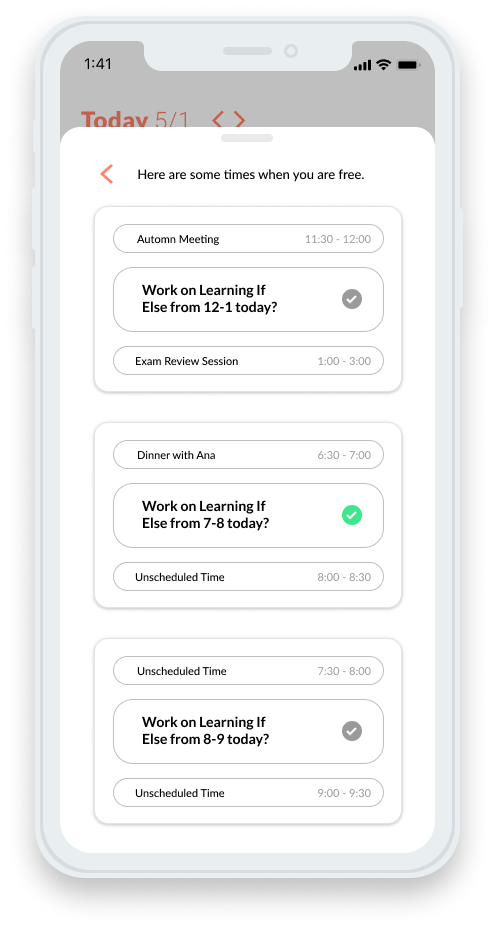 1:41
Today 5/1
Here are some times when you are free.
Automn Meeting 11:30 - 12:00
Work on Learning If
Else from 12-1 today?
Exam Review Session 1:00 - 3:00
Dinner with Ana 6:30 - 7:00
Work on Learning If
Else from 7-8 today?
Unscheduled Time 8:00 - 8:30
Unscheduled Time 7:30 - 8:00
Work on Learning If
Else from 8-9 today?
Unscheduled Time 9:00 - 9:30